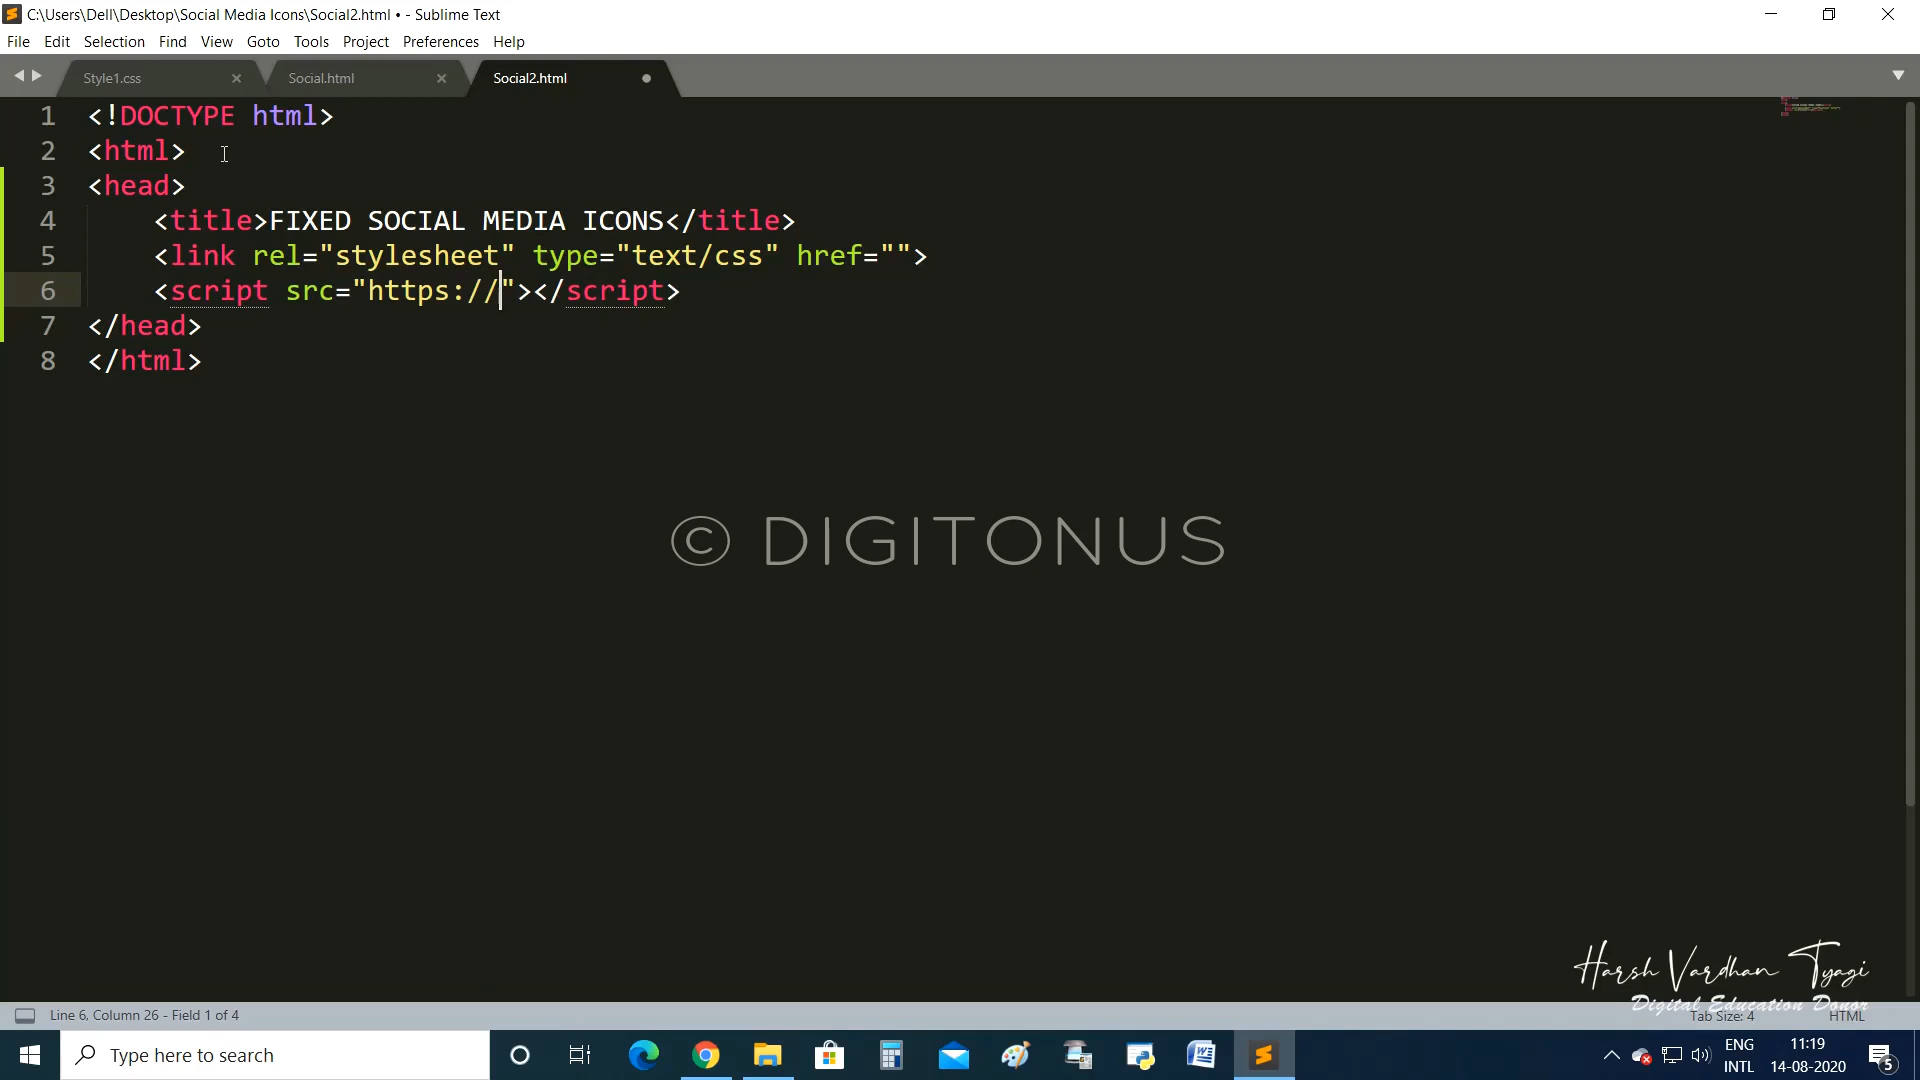 C:\Users\Dell\Desktop\Social Media Icons\Social2.html • - Sublime Text
File Edit Selection Find View Goto Tools Project Preferences Help
Style1.css Social.html Social2.html
1 <!DOCTYPE html>
2 <html>
3 <head>
4 <title>FIXED SOCIAL MEDIA ICONS</title>
5 <link rel="stylesheet" type="text/css" href="">
6 <script src="https://"></script>
7 </head>
8 </html>
© DIGITONUS
Harsh Vardhan Tyagi
Digital Education Donor
Line 6, Column 26 - Field 1 of 4 Tab Size: 4 HTML
Type here to search
ENG
INTL
11:19
14-08-2020
5